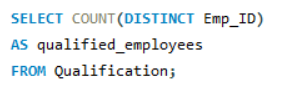 SELECT COUNT(DISTINCT Emp_ID)
AS qualified_employees
FROM Qualification;